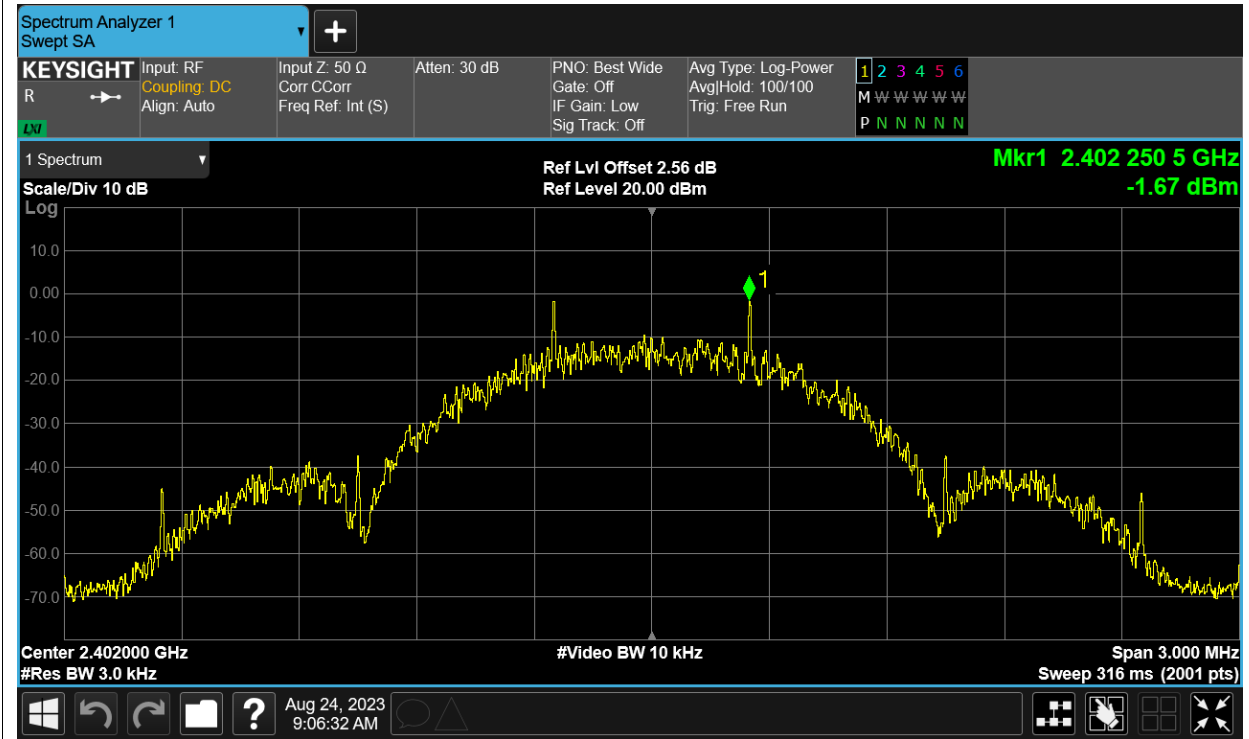 Spectrum Analyzer 1
Swept SA
+
KEYSIGHT Input: RF Input Z: 50 Ω Atten: 30 dB PNO: Best Wide Avg Type: Log-Power 1 2 3 4 5 6
R Coupling: DC Corr CCorr Gate: Off Avg|Hold: 100/100 M W W W W W
Align: Auto Freq Ref: Int (S) IF Gain: Low Trig: Free Run
LXI Sig Track: Off P N N N N N N
1 Spectrum
Ref Lvl Offset 2.56 dB Mkr1 2.402 250 5 GHz
Scale/Div 10 dB Ref Level 20.00 dBm -1.67 dBm
Log
10.0
1
0.00
-10.0
-20.0
-30.0
-40.0
-50.0
-60.0
-70.0
Center 2.402000 GHz #Video BW 10 kHz Span 3.000 MHz
#Res BW 3.0 kHz Sweep 316 ms (2001 pts)
? Aug 24, 2023
9:06:32 AM